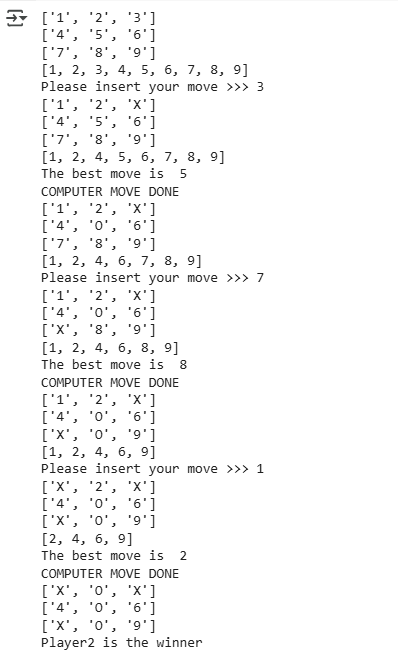 ['1', '2', '3']
['4', '5', '6']
['7', '8', '9']
[1, 2, 3, 4, 5, 6, 7, 8, 9]
Please insert your move >>> 3
['1', '2', 'X']
['4', '5', '6']
['7', '8', '9']
[1, 2, 4, 5, 6, 7, 8, 9]
The best move is  5
COMPUTER MOVE DONE
['1', '2', 'X']
['4', 'O', '6']
['7', '8', '9']
[1, 2, 4, 6, 7, 8, 9]
Please insert your move >>> 7
['1', '2', 'X']
['4', 'O', '6']
['X', '8', '9']
[1, 2, 4, 6, 8, 9]
The best move is  8
COMPUTER MOVE DONE
['1', '2', 'X']
['4', 'O', '6']
['X', 'O', '9']
[1, 2, 4, 6, 9]
Please insert your move >>> 1
['X', '2', 'X']
['4', 'O', '6']
['X', 'O', '9']
[2, 4, 6, 9]
The best move is  2
COMPUTER MOVE DONE
['X', 'O', 'X']
['4', 'O', '6']
['X', 'O', '9']
Player2 is the winner